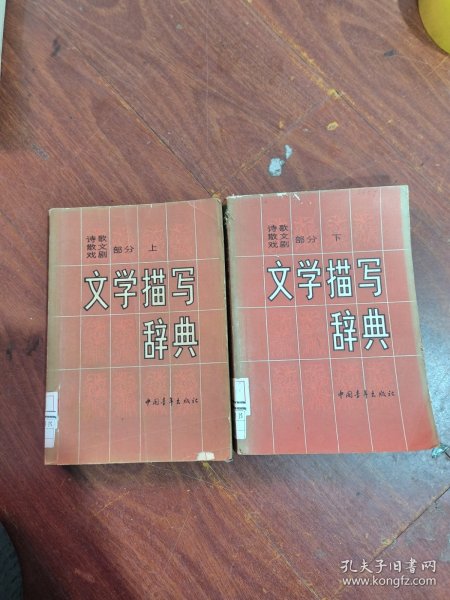 诗歌
散文 部分 上
戏剧
文学描写
辞典
中国青年出版社
诗歌
散文 部分 下
戏剧
文学描写
辞典
中国青年出版社
孔夫子旧书网
www.kongfz.com